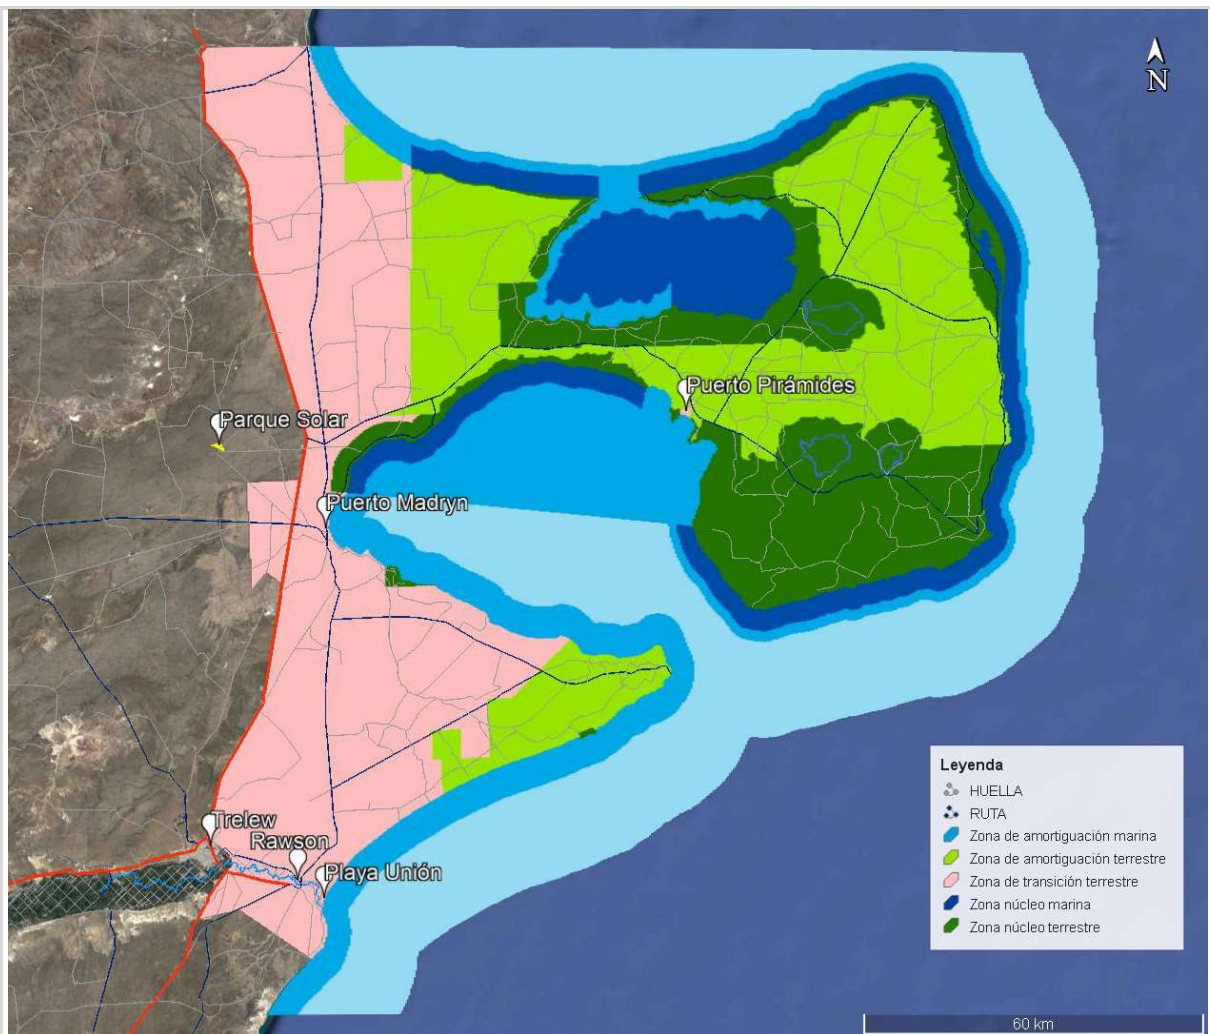 N
Puerto Pirámides
Parque Solar
Puerto Madryn
Trelew
Rawson
Playa Unión
Leyenda
HUELLA
RUTA
Zona de amortiguación marina
Zona de amortiguación terrestre
Zona de transición terrestre
Zona núcleo marina
Zona núcleo terrestre
60 km